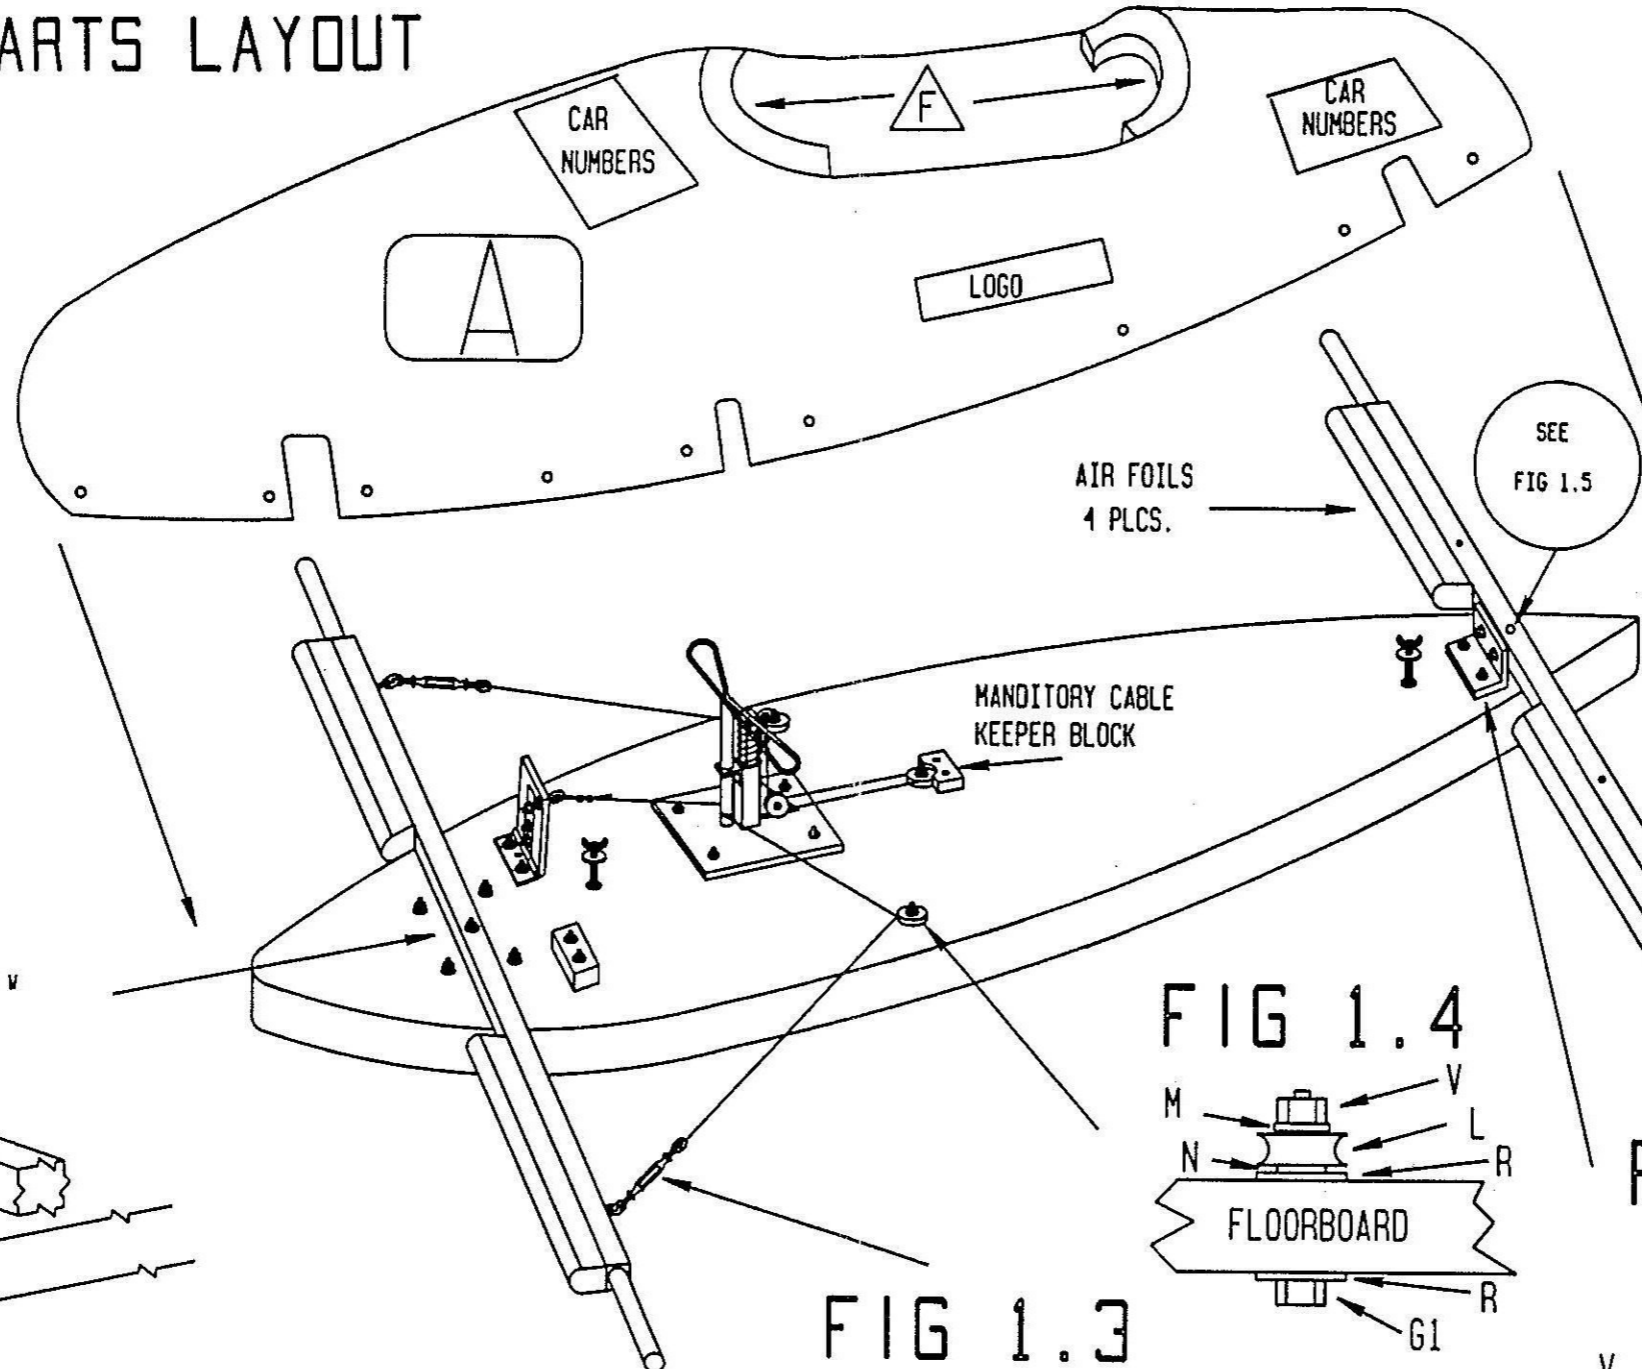 ARTS LAYOUT
CAR
NUMBERS
F
CAR
NUMBERS
A
LOGO
AIR FOILS
4 PLCS.
SEE
FIG 1.5
MANDITORY CABLE
KEEPER BLOCK
W
FIG 1.4
M
V
L
N
R
FLOORBOARD
R
G1
FIG 1.3